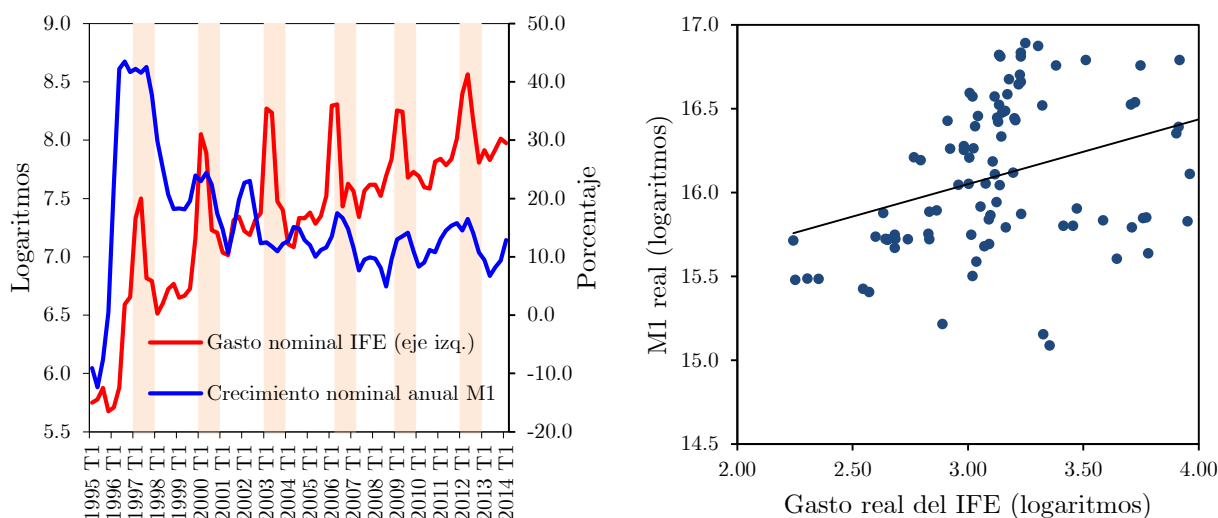 9.0
8.5
8.0
7.5
7.0
6.5
6.0
5.5
Logaritmos
50.0
40.0
30.0
20.0
10.0
0.0
-10.0
-20.0
Porcentaje
Gasto nominal IFE (eje izq.)
Crecimiento nominal anual M1
1995 T1
1996 T1
1997 T1
1998 T1
1999 T1
2000 T1
2001 T1
2002 T1
2003 T1
2004 T1
2005 T1
2006 T1
2007 T1
2008 T1
2009 T1
2010 T1
2011 T1
2012 T1
2013 T1
2014 T1
17.0
16.5
16.0
15.5
15.0
14.5
M1 real (logaritmos)
2.00 2.50 3.00 3.50 4.00
Gasto real del IFE (logaritmos)